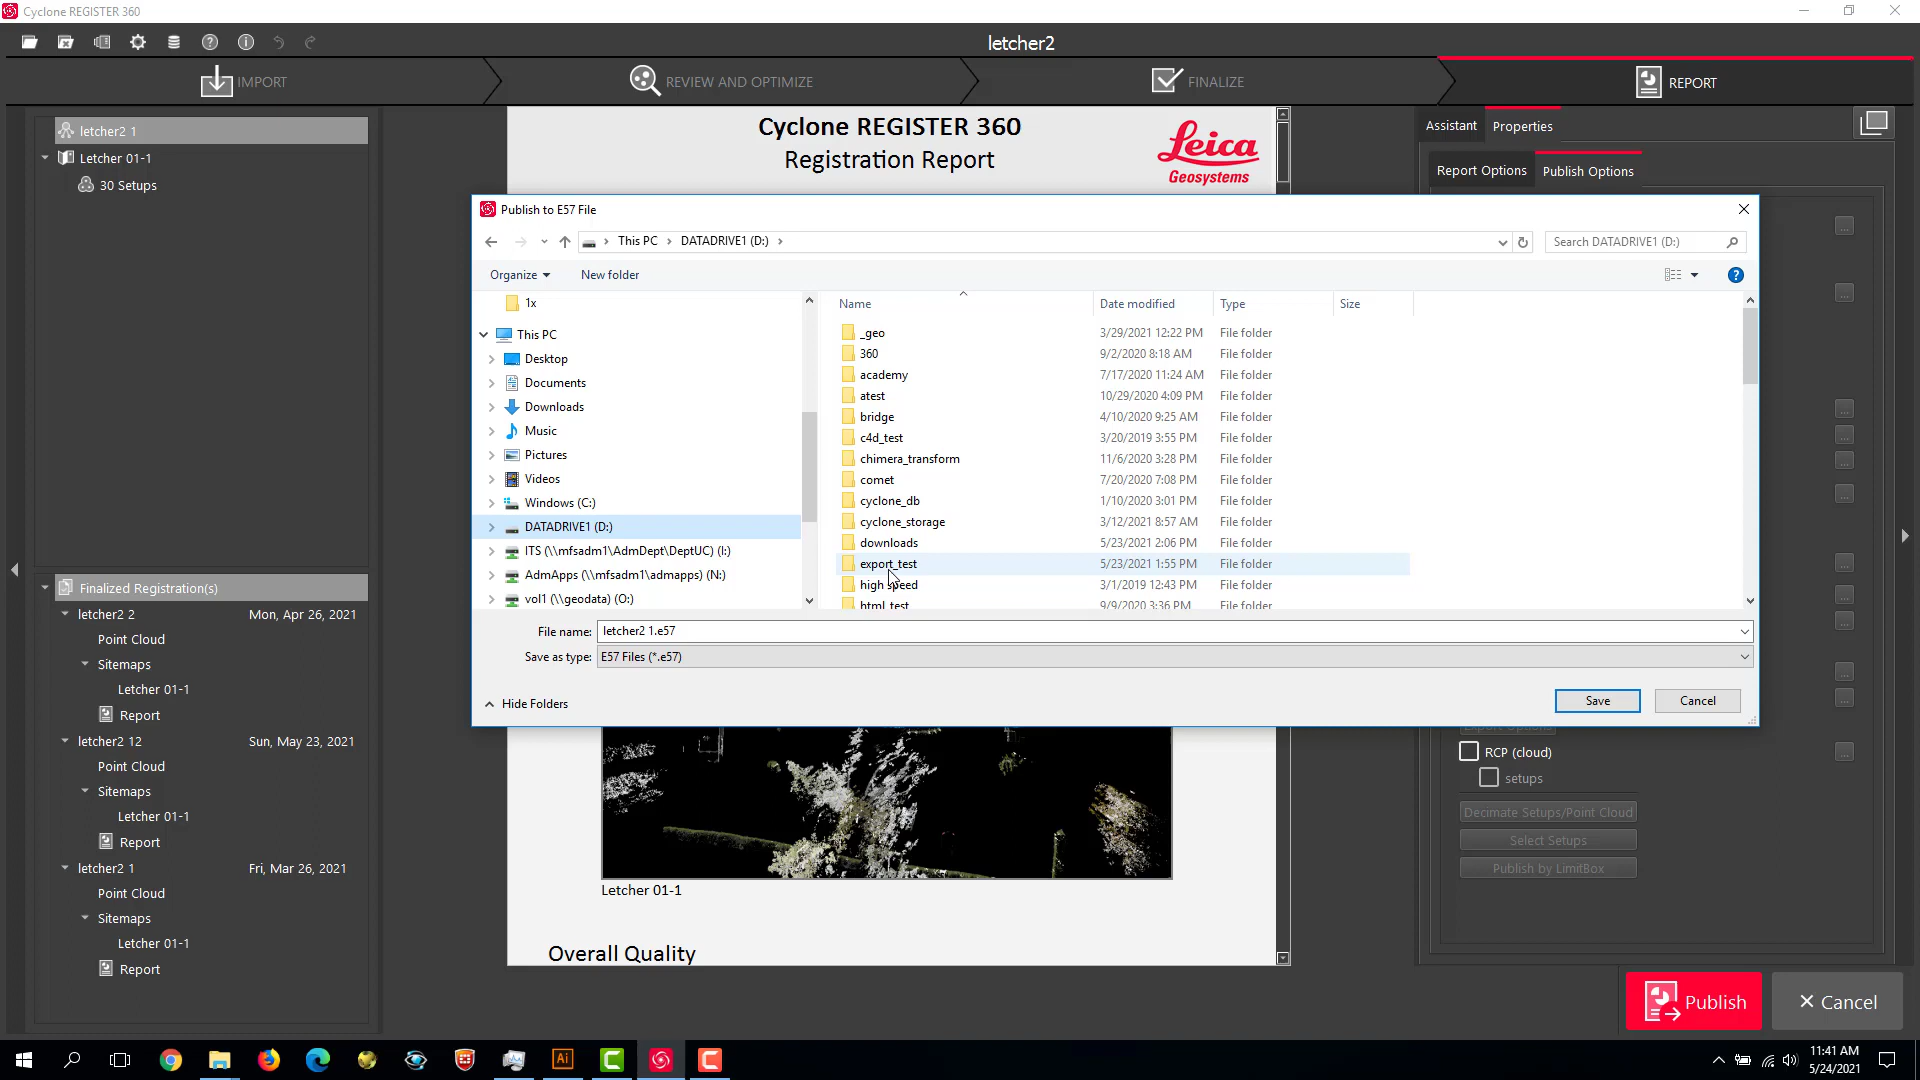 Cyclone REGISTER 360
letcher2
IMPORT
REVIEW AND OPTIMIZE
FINALIZE
REPORT
letcher2 1
Letcher 01-1
30 Setups
Finalized Registration(s)
letcher2 2 Mon, Apr 26, 2021
Point Cloud
Sitemaps
Letcher 01-1
Report
letcher2 12 Sun, May 23, 2021
Point Cloud
Sitemaps
Letcher 01-1
Report
letcher2 1 Fri, Mar 26, 2021
Point Cloud
Sitemaps
Letcher 01-1
Report
Cyclone REGISTER 360
Registration Report
Leica
Geosystems
Publish to E57 File
This PC > DATADRIVE1 (D:) >
Search DATADRIVE1 (D:)
Organize
New folder
1x
This PC
Desktop
Documents
Downloads
Music
Pictures
Videos
Windows (C:)
DATADRIVE1 (D:)
ITS (\\mfsadm1\AdmDept\DeptUC) (I:)
AdmApps (\\mfsadm1\admapps) (N:)
vol1 (\\geodata) (O:)
Name Date modified Type Size
_geo 3/29/2021 12:22 PM File folder
360 9/2/2020 8:18 AM File folder
academy 7/17/2020 11:24 AM File folder
atest 10/29/2020 4:09 PM File folder
bridge 4/10/2020 9:25 AM File folder
c4d_test 3/20/2019 3:55 PM File folder
chimera_transform 11/6/2020 3:28 PM File folder
comet 7/20/2020 7:08 PM File folder
cyclone_db 1/10/2020 3:01 PM File folder
cyclone_storage 3/12/2021 8:57 AM File folder
downloads 5/23/2021 2:06 PM File folder
export_test 5/23/2021 1:55 PM File folder
high speed 3/1/2019 12:43 PM File folder
html_test 9/9/2020 3:36 PM File folder
File name: letcher2 1.e57
Save as type: E57 Files (*.e57)
Hide Folders
Save
Cancel
Letcher 01-1
Overall Quality
Assistant
Properties
Report Options
Publish Options
Export Options
RCP (cloud)
setups
Decimate Setups/Point Cloud
Select Setups
Publish by LimitBox
Publish
Cancel
Ai
11:41 AM
5/24/2021